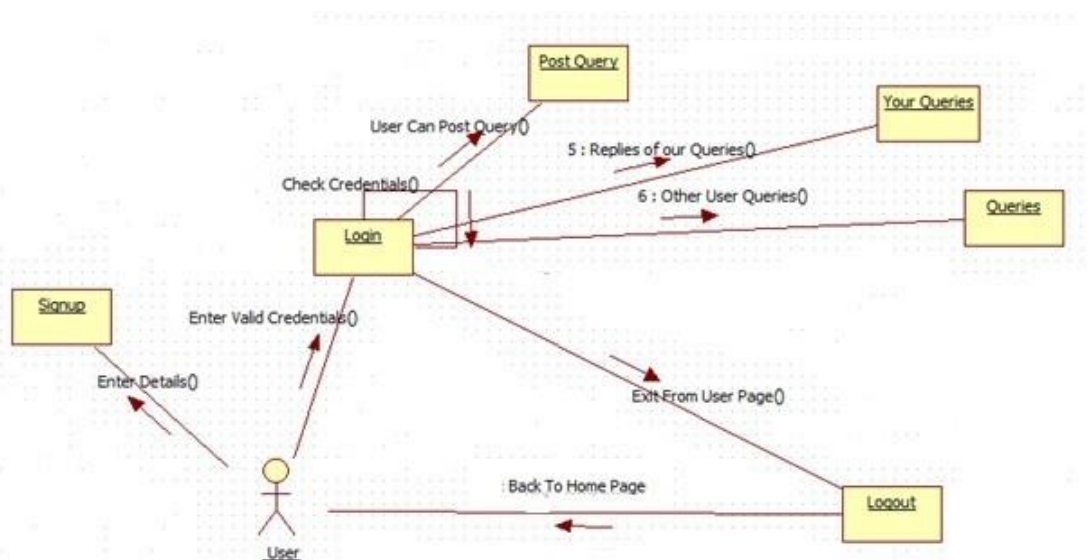 Post Query
Your Queries
User Can Post Query()
5 : Replies of our Queries()
Check Credentials()
6 : Other User Queries()
Queries
Login
Signup
Enter Valid Credentials()
Enter Details()
Exit From User Page()
: Back To Home Page
Logout
User